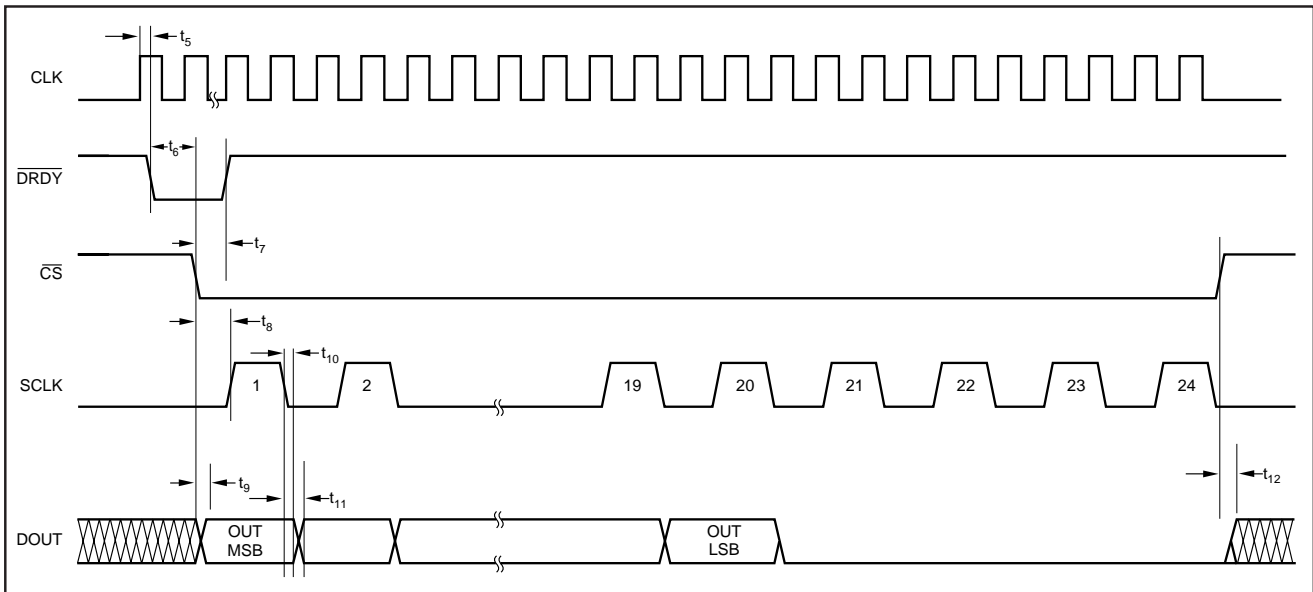 t5
CLK
t6
DRDY
t7
CS
t8
t10
SCLK
1
2
19
20
21
22
23
24
t9
t11
t12
DOUT
OUT
MSB
OUT
LSB